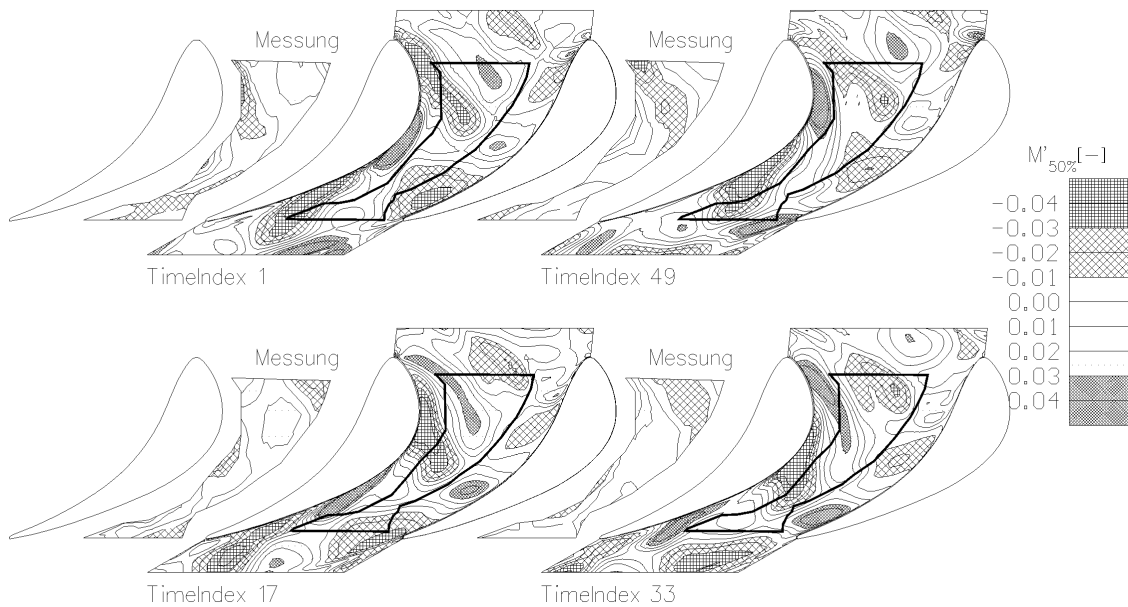 Messung
Messung
TimeIndex 1
TimeIndex 49
M'50%[-]
-0.04
-0.03
-0.02
-0.01
0.00
0.01
0.02
0.03
0.04
Messung
Messung
TimeIndex 17
TimeIndex 33